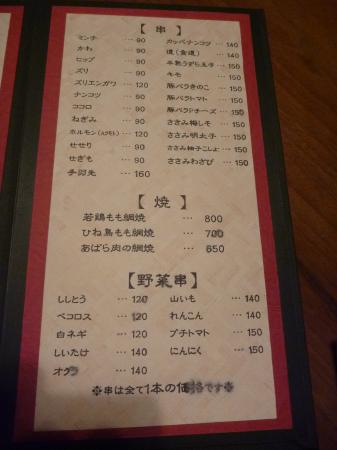 【串】
ミンチ … 90
かわ … 90
ヒップ … 90
ズリ … 90
ズリエンガワ … 120
ナンコツ … 90
ココロ … 90
ねぎみ … 90
ホルモン … 120
せせり … 90
せぎも … 90
手羽先 … 160
カッパナンコツ … 140
道(食道) … 150
半熟うずら玉子 … 150
キモ … 150
豚バラきのこ … 150
豚バラトマト … 150
豚バラPチーズ … 150
ささみ梅しそ … 150
ささみ明太子 … 150
ささみ柚子こしょ … 150
ささみわさび … 150
【焼】
若鶏もも網焼 … 800
ひね鳥もも網焼 … 700
あばら肉の網焼 … 650
【野菜串】
ししとう … 120
ペコロス … 120
白ネギ … 120
しいたけ … 140
オクラ … 140
山いも … 140
れんこん … 140
プチトマト … 150
にんにく … 150
※串は全て1本の価格です※